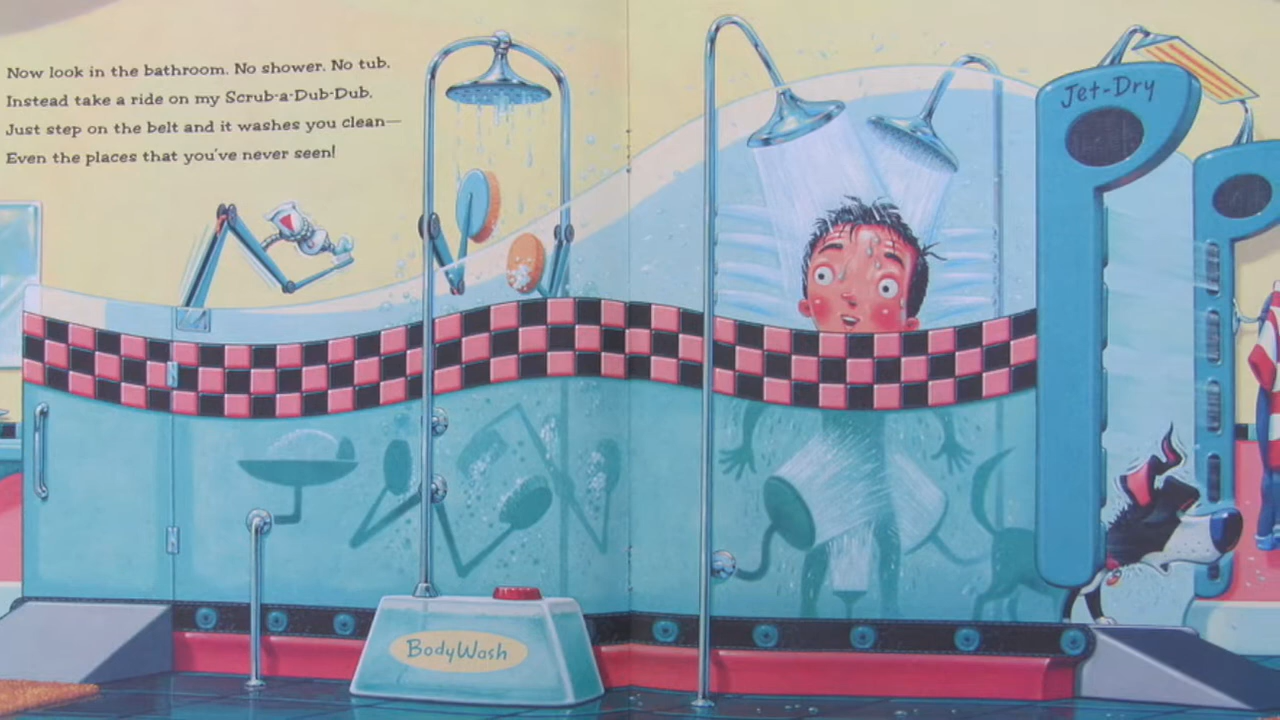 Now look in the bathroom. No shower. No tub.
Instead take a ride on my Scrub-a-Dub-Dub.
Just step on the belt and it washes you clean—
Even the places that you've never seen!
Jet-Dry
BodyWash